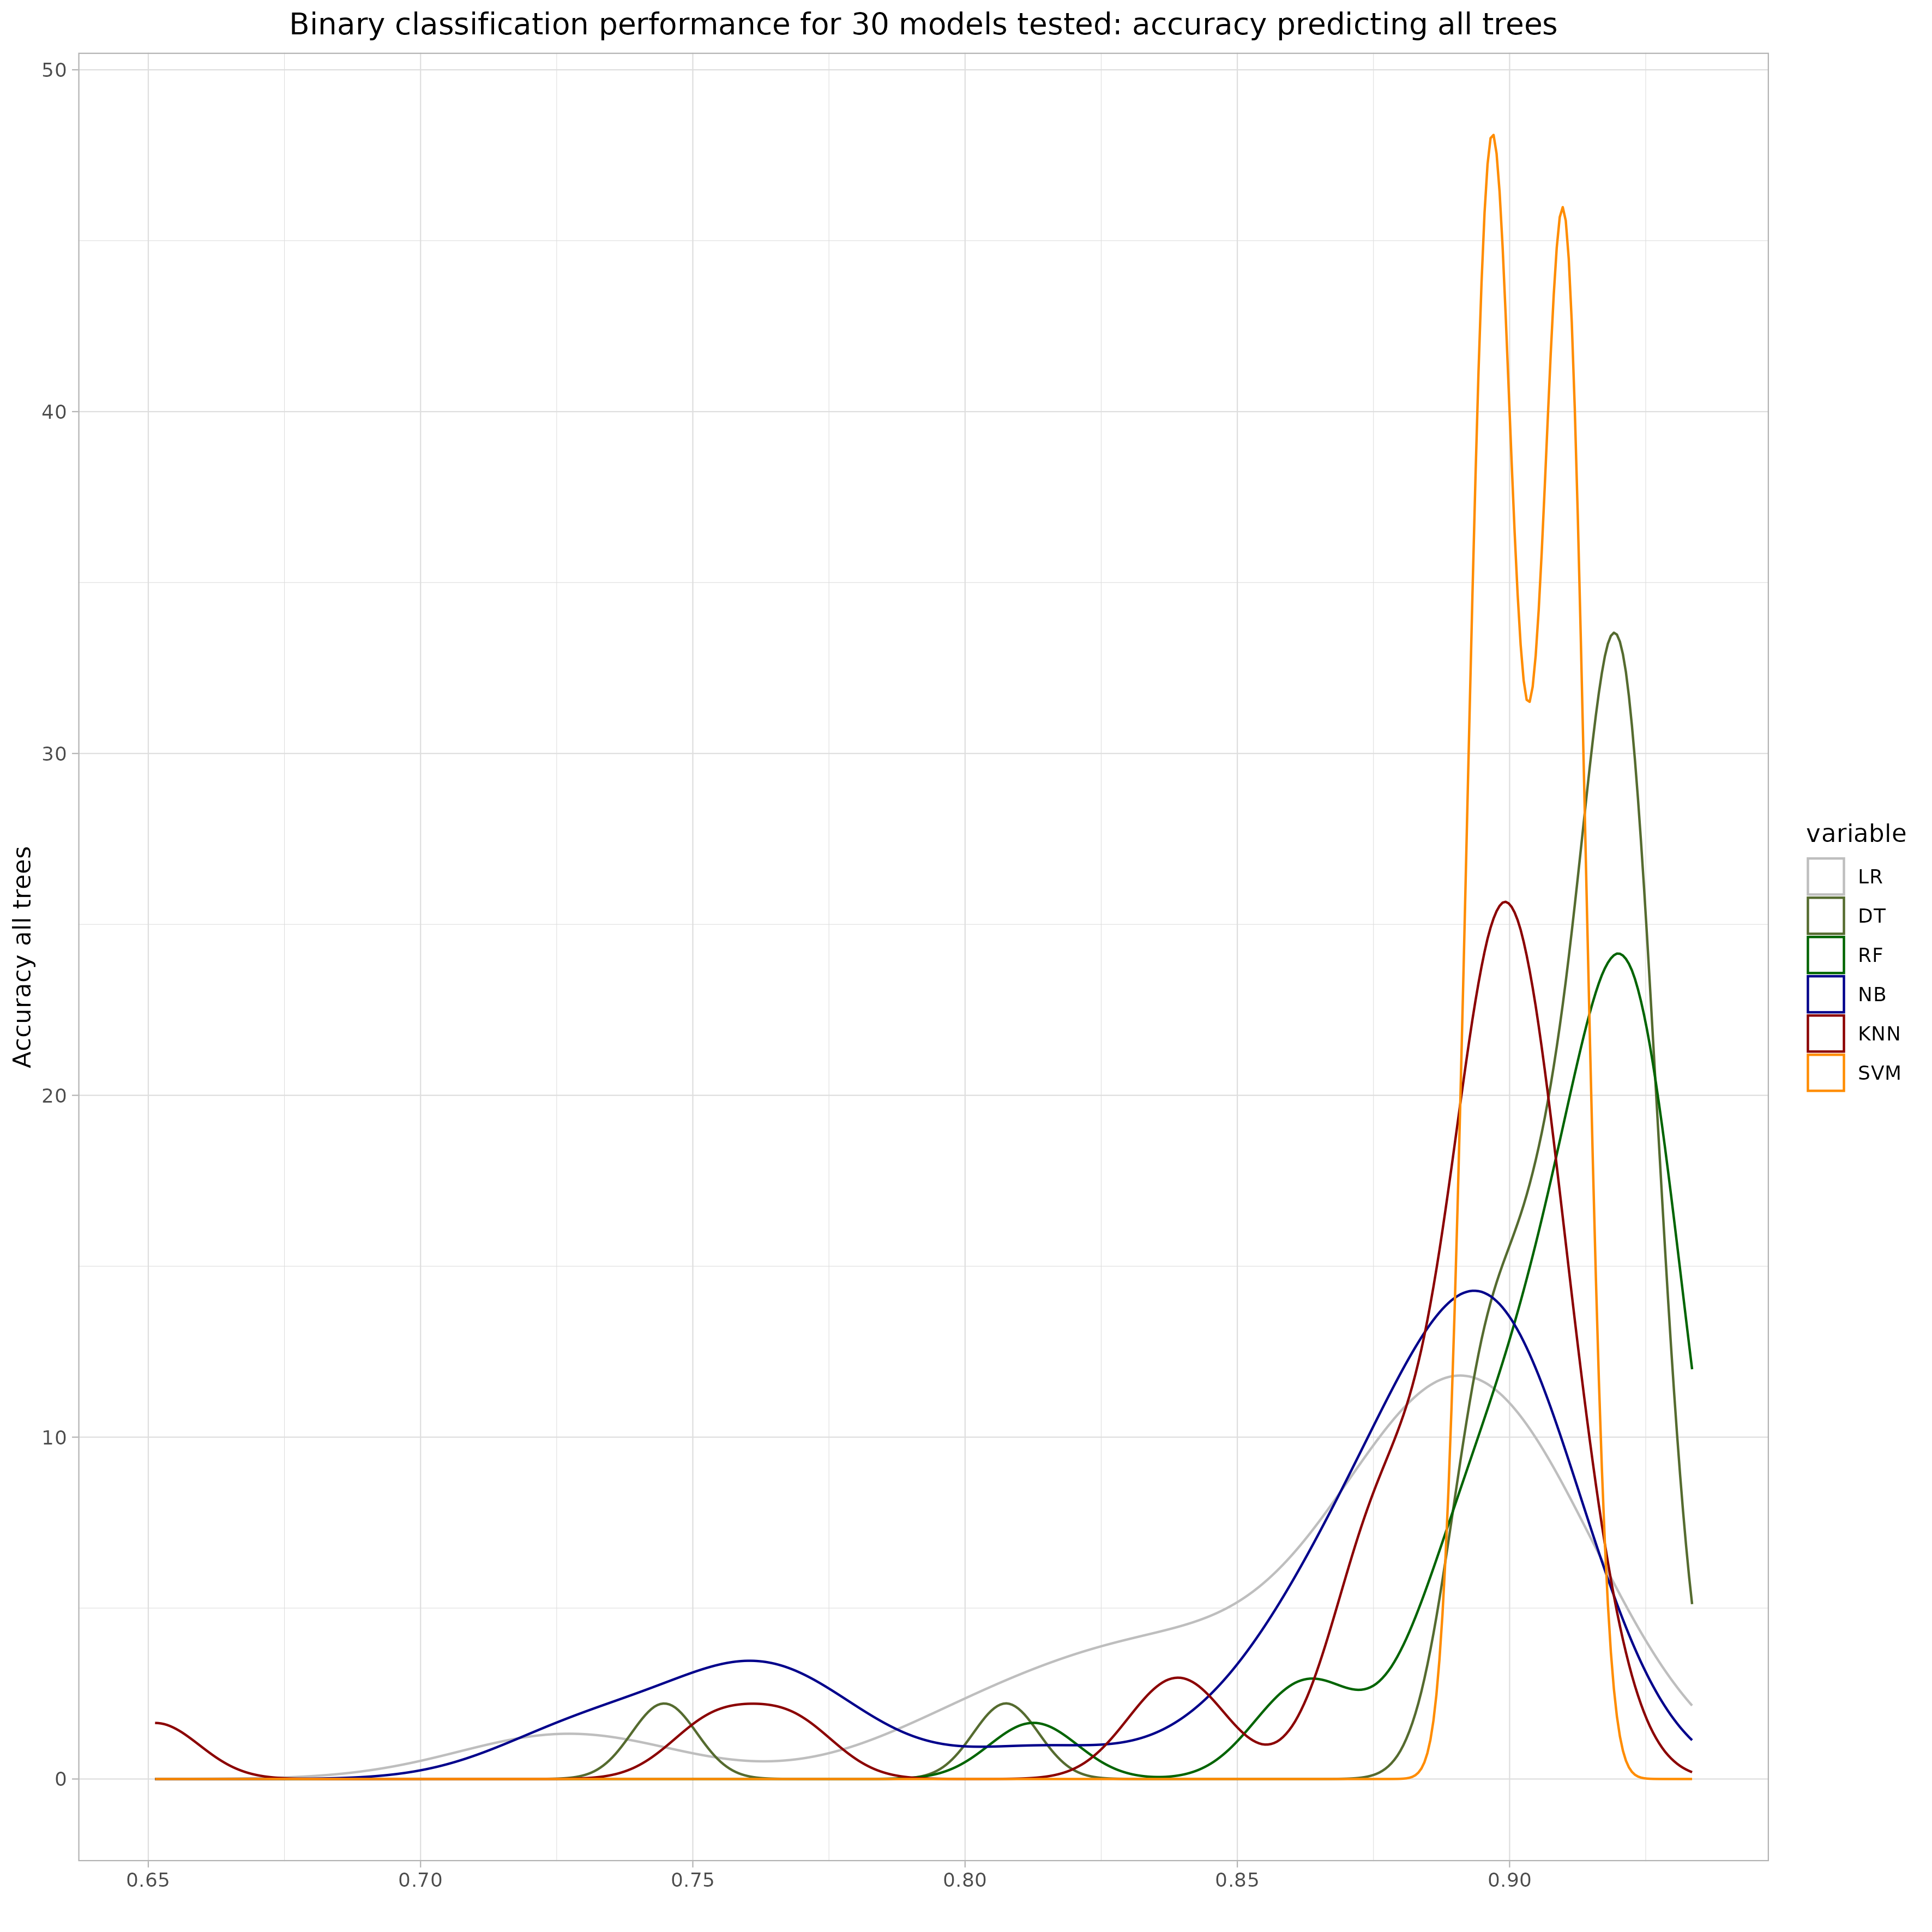 Binary classification performance for 30 models tested: accuracy predicting all trees
50
40
30
20
10
0
Accuracy all trees
0.65 0.70 0.75 0.80 0.85 0.90
variable
LR
DT
RF
NB
KNN
SVM